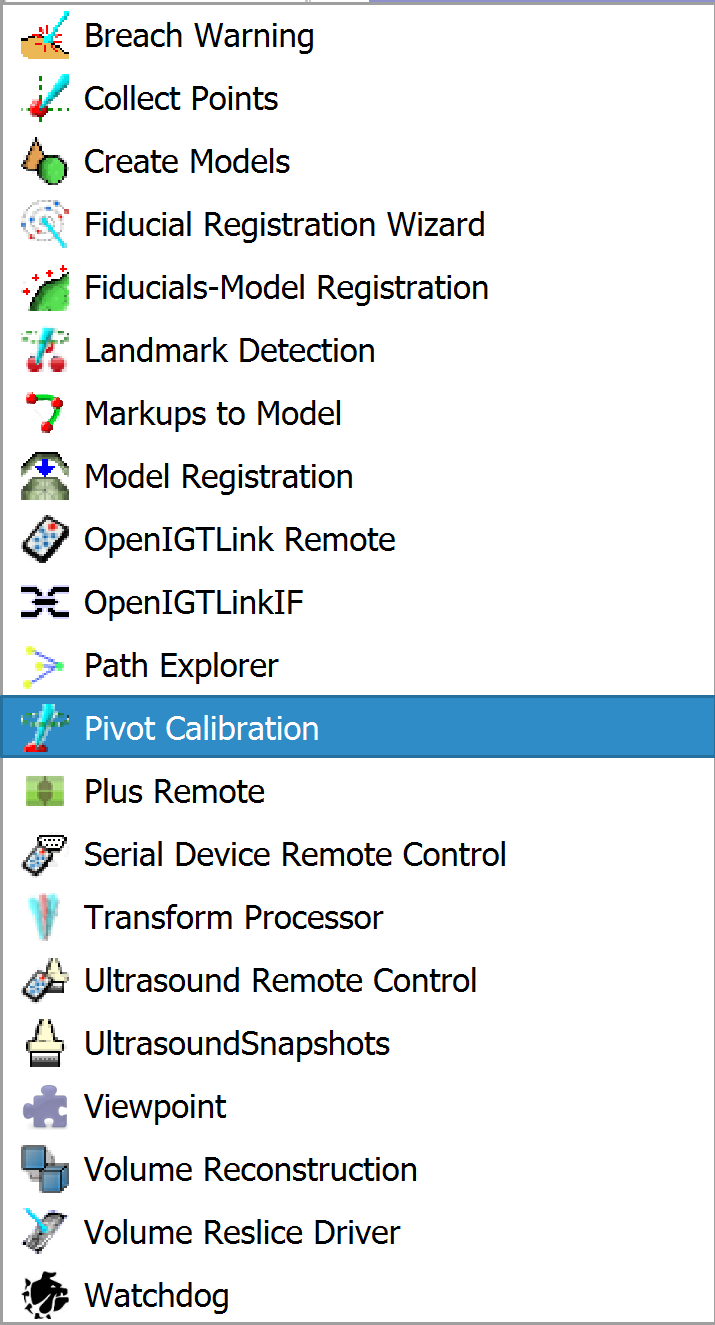 Breach Warning
Collect Points
Create Models
Fiducial Registration Wizard
Fiducials-Model Registration
Landmark Detection
Markups to Model
Model Registration
OpenIGTLink Remote
OpenIGTLinkIF
Path Explorer
Pivot Calibration
Plus Remote
Serial Device Remote Control
Transform Processor
Ultrasound Remote Control
UltrasoundSnapshots
Viewpoint
Volume Reconstruction
Volume Reslice Driver
Watchdog